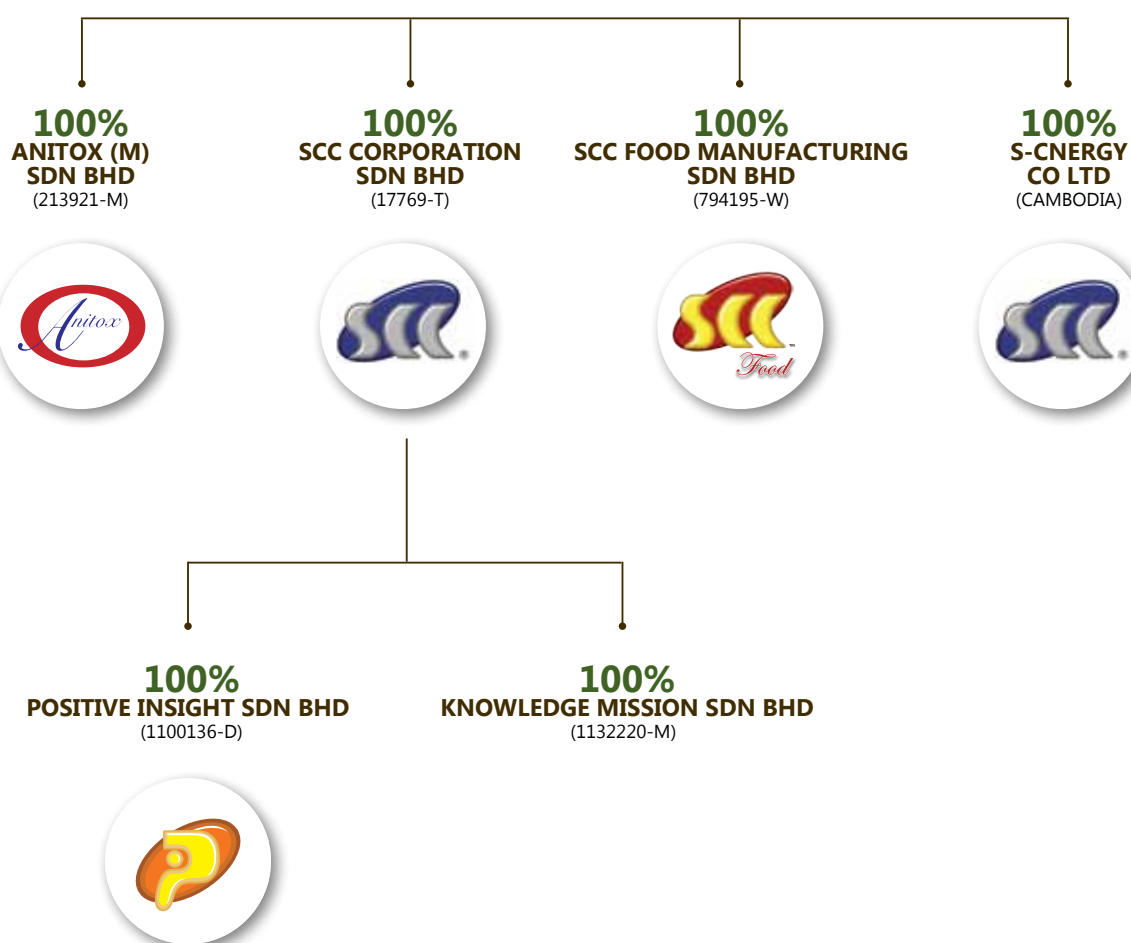 100%
ANITOX (M)
SDN BHD
(213921-M)
100%
SCC CORPORATION
SDN BHD
(17769-T)
100%
SCC FOOD MANUFACTURING
SDN BHD
(794195-W)
100%
S-CNERGY
CO LTD
(CAMBODIA)
Anitox
SCC ®
SCC ™
Food
SCC ®
100%
POSITIVE INSIGHT SDN BHD
(1100136-D)
100%
KNOWLEDGE MISSION SDN BHD
(1132220-M)